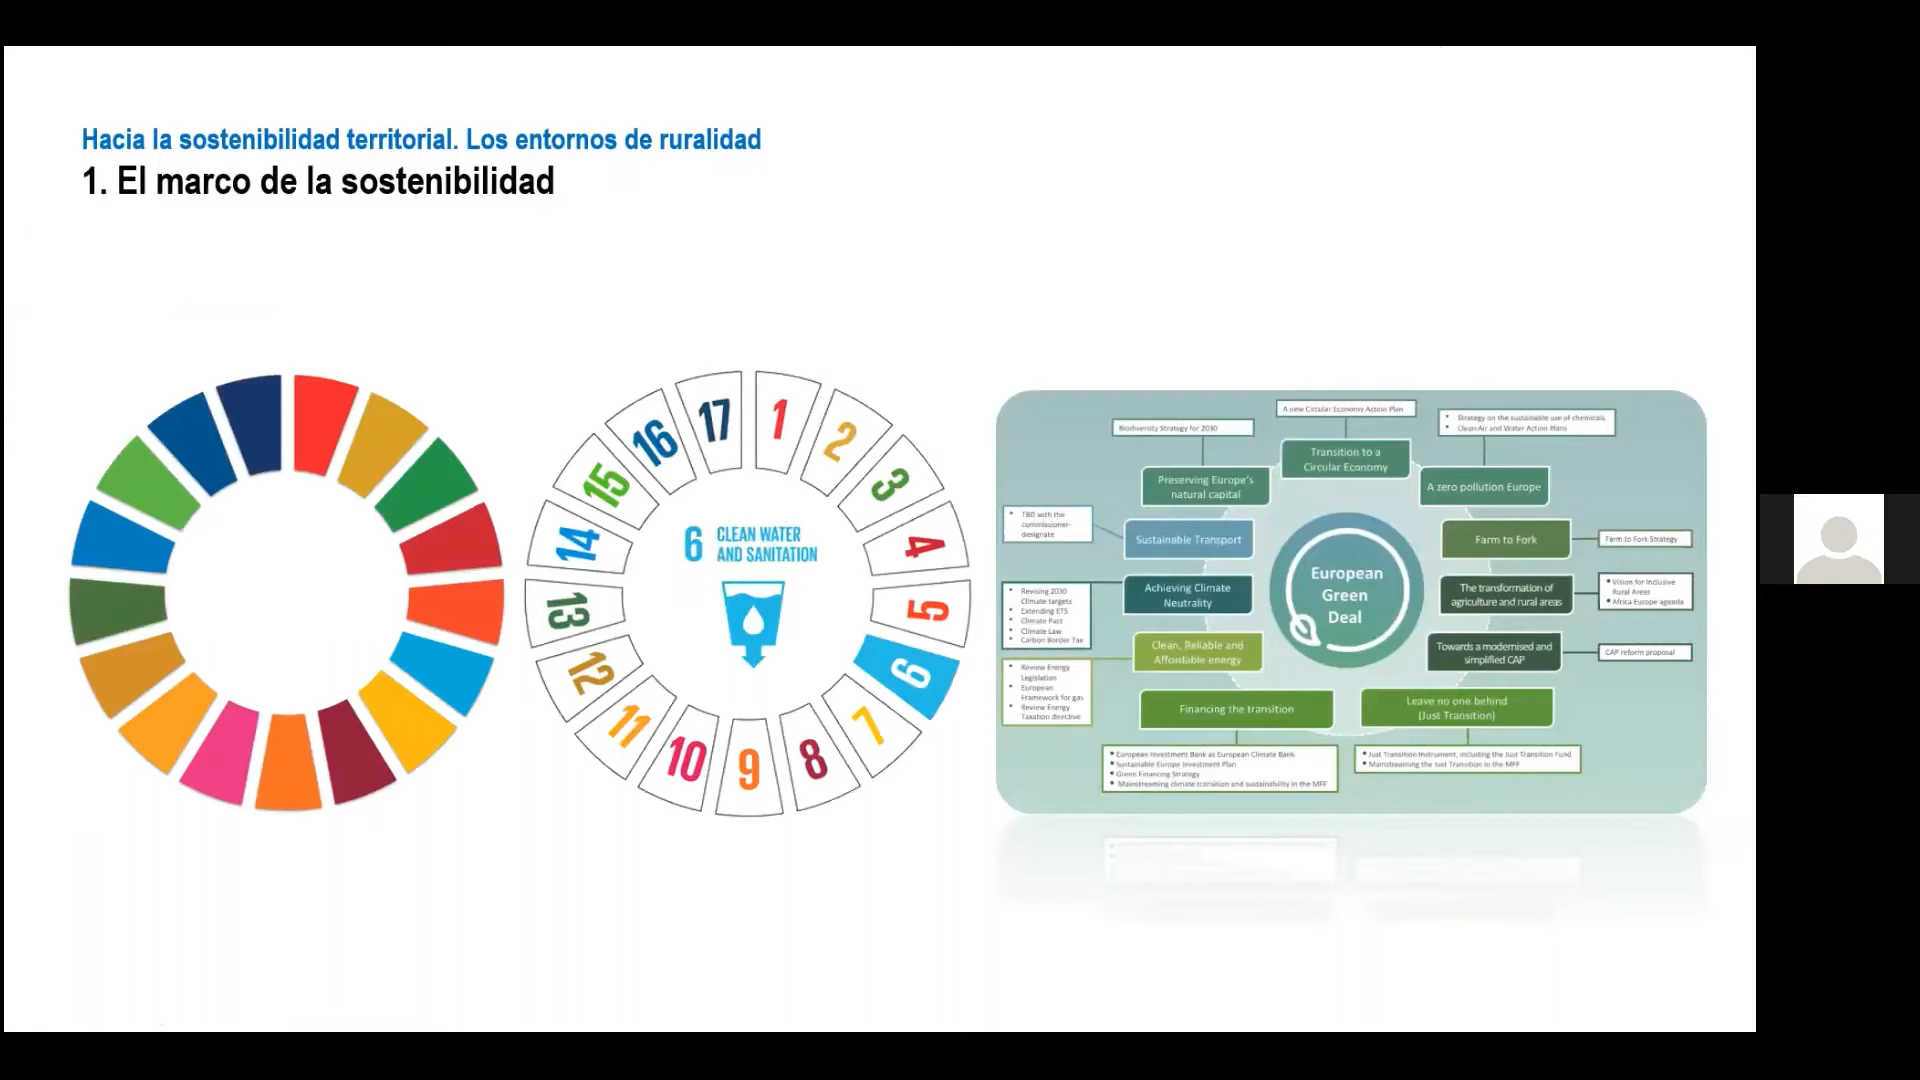 Hacia la sostenibilidad territorial. Los entornos de ruralidad
1. El marco de la sostenibilidad
1
2
3
4
5
6
7
8
9
10
11
12
13
14
15
16
17
6 CLEAN WATER
AND SANITATION
A new Circular Economy Action Plan
Biodiversity Strategy for 2030
• Strategy on the sustainable use of chemicals
• Clean Air and Water Action Plans
Transition to a
Circular Economy
Preserving Europe's
natural capital
A zero pollution Europe
• TBD with the
commissioner-
designate
Sustainable Transport
Farm to Fork
Farm to Fork Strategy
European
Green
Deal
Achieving Climate
Neutrality
• Revising 2030
Climate targets
• Extending ETS
• Climate Pact
• Climate Law
• Carbon Border Tax
The transformation of
agriculture and rural areas
• Vision for Inclusive
Rural Areas
• Africa Europe agenda
Clean, Reliable and
Affordable energy
• Review Energy
Legislation
• European
Framework for gas
• Review Energy
Taxation directive
Towards a modernised and
simplified CAP
CAP reform proposal
Financing the transition
Leave no one behind
(Just Transition)
• European Investment Bank as European Climate Bank
• Sustainable Europe Investment Plan
• Green Financing Strategy
• Mainstreaming climate transition and sustainability in the MFF
• Just Transition Instrument, including the Just Transition Fund
• Mainstreaming the Just Transition in the MFF